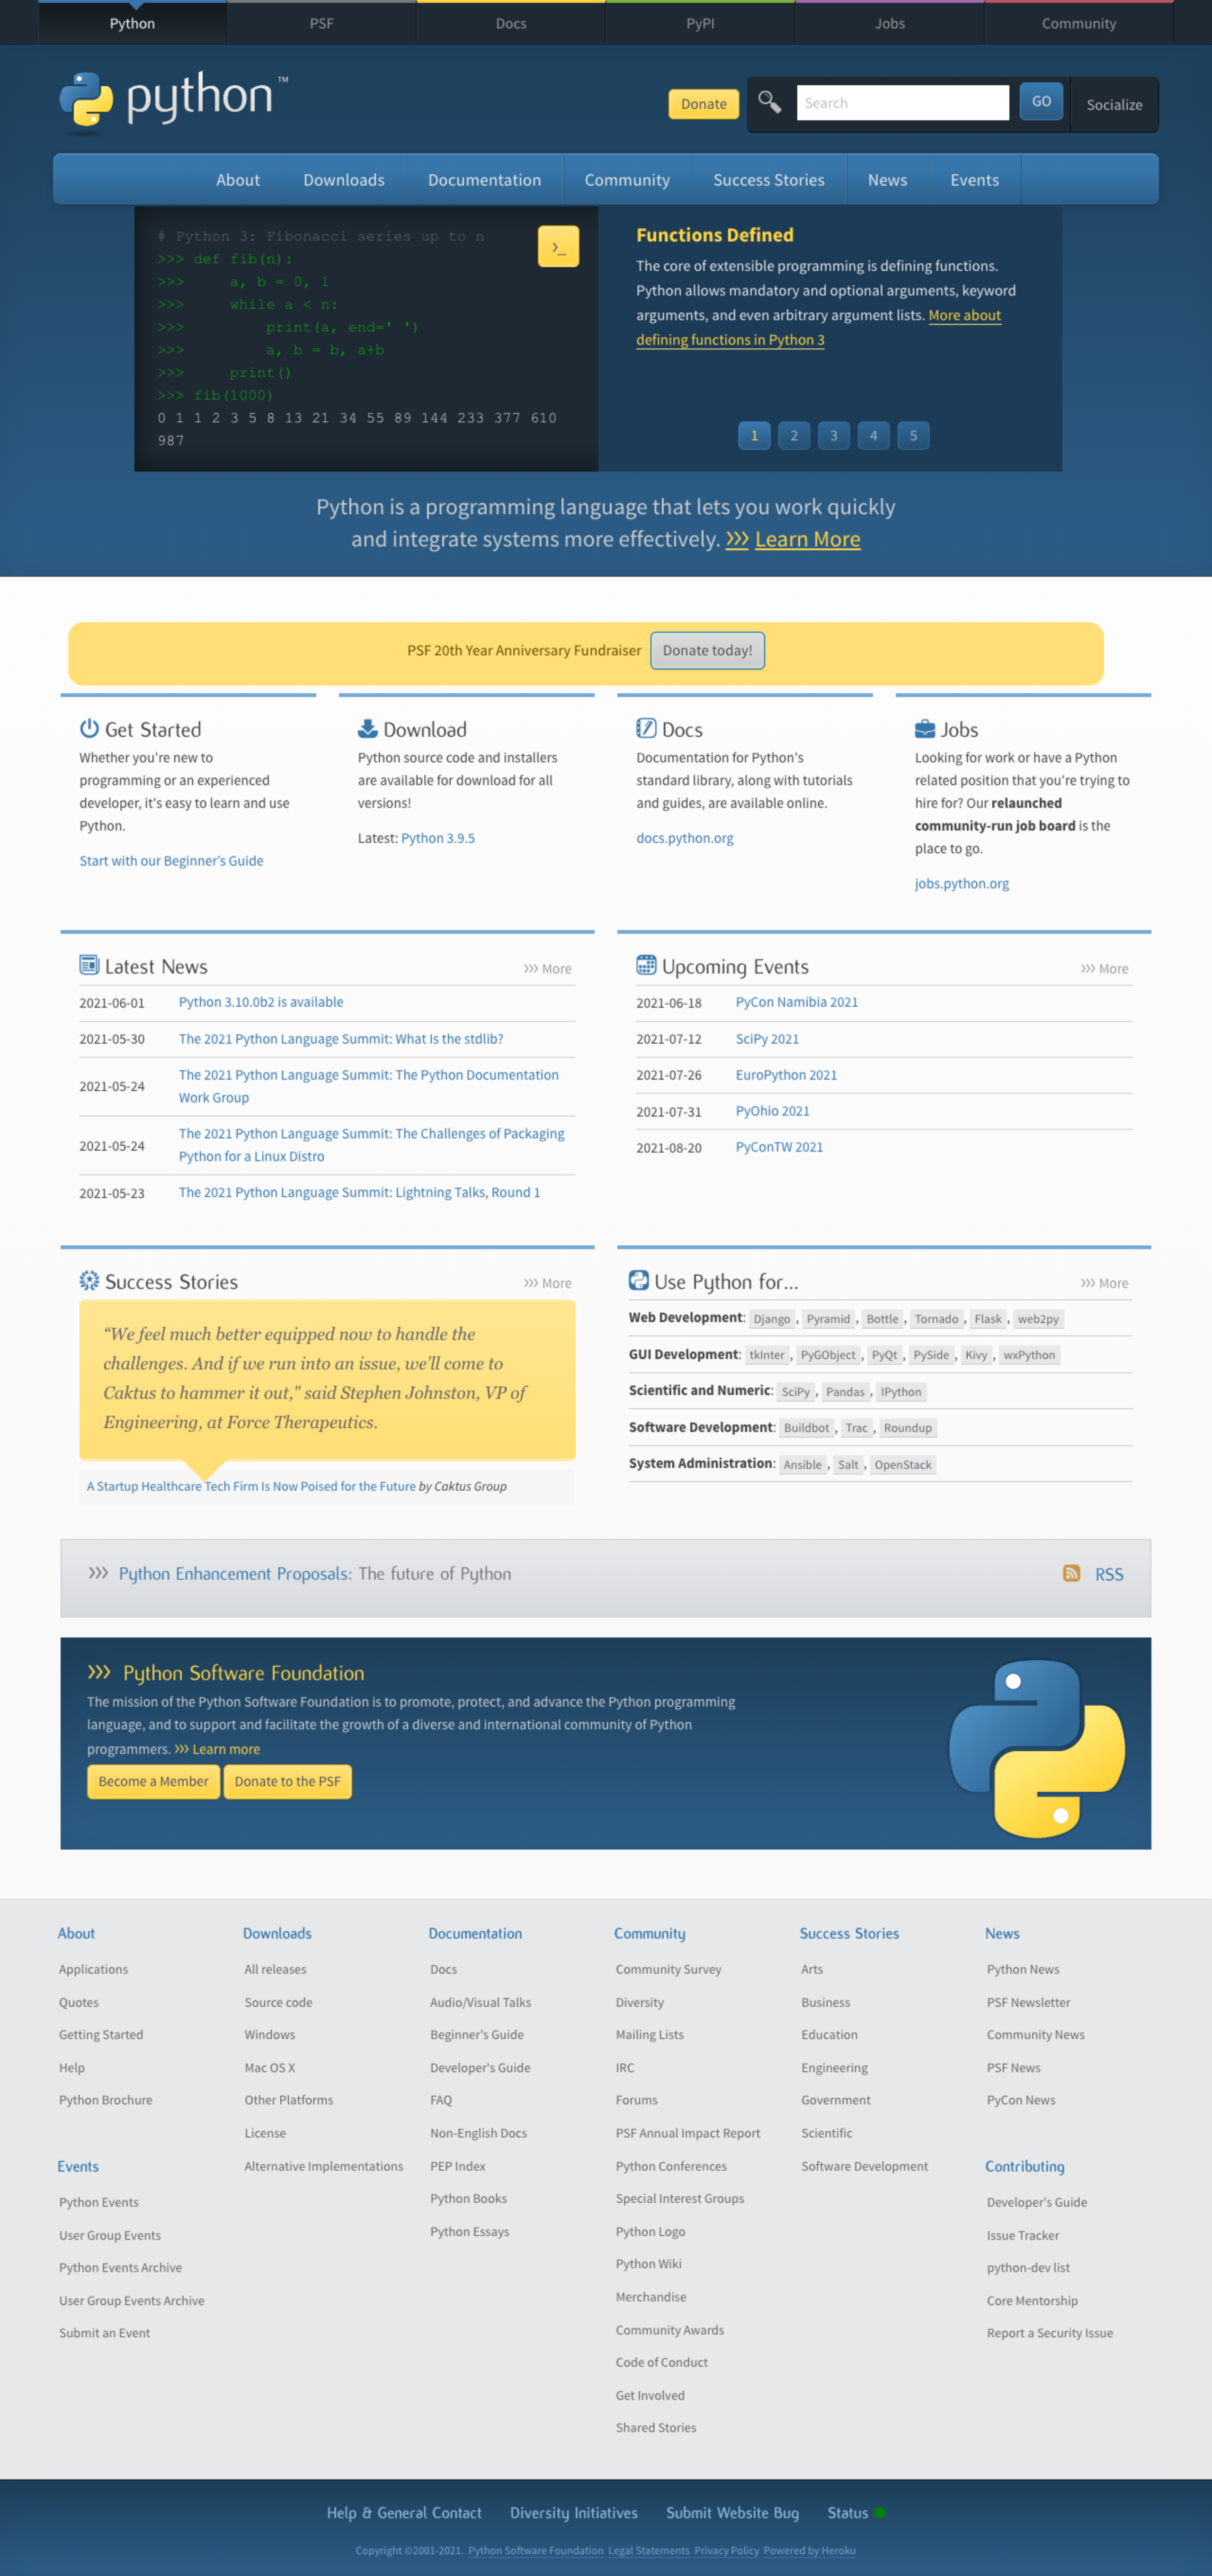 Python
PSF
Docs
PyPI
Jobs
Community
python™
Donate
Search
GO
Socialize
About
Downloads
Documentation
Community
Success Stories
News
Events
# Python 3: Fibonacci series up to n
>>> def fib(n):
>>>     a, b = 0, 1
>>>     while a < n:
>>>         print(a, end=' ')
>>>         a, b = b, a+b
>>>     print()
>>> fib(1000)
0 1 1 2 3 5 8 13 21 34 55 89 144 233 377 610
987
>_
Functions Defined
The core of extensible programming is defining functions.
Python allows mandatory and optional arguments, keyword
arguments, and even arbitrary argument lists. More about
defining functions in Python 3
1
2
3
4
5
Python is a programming language that lets you work quickly
and integrate systems more effectively. >>> Learn More
PSF 20th Year Anniversary Fundraiser Donate today!
Get Started
Whether you're new to
programming or an experienced
developer, it's easy to learn and use
Python.
Start with our Beginner's Guide
Download
Python source code and installers
are available for download for all
versions!
Latest: Python 3.9.5
Docs
Documentation for Python's
standard library, along with tutorials
and guides, are available online.
docs.python.org
Jobs
Looking for work or have a Python
related position that you're trying to
hire for? Our relaunched
community-run job board is the
place to go.
jobs.python.org
Latest News
>>> More
2021-06-01 Python 3.10.0b2 is available
2021-05-30 The 2021 Python Language Summit: What Is the stdlib?
2021-05-24 The 2021 Python Language Summit: The Python Documentation
Work Group
2021-05-24 The 2021 Python Language Summit: The Challenges of Packaging
Python for a Linux Distro
2021-05-23 The 2021 Python Language Summit: Lightning Talks, Round 1
Upcoming Events
>>> More
2021-06-18 PyCon Namibia 2021
2021-07-12 SciPy 2021
2021-07-26 EuroPython 2021
2021-07-31 PyOhio 2021
2021-08-20 PyConTW 2021
Success Stories
>>> More
“We feel much better equipped now to handle the
challenges. And if we run into an issue, we’ll come to
Caktus to hammer it out," said Stephen Johnston, VP of
Engineering, at Force Therapeutics.
A Startup Healthcare Tech Firm Is Now Poised for the Future by Caktus Group
Use Python for…
>>> More
Web Development: Django , Pyramid , Bottle , Tornado , Flask , web2py
GUI Development: tkInter , PyGObject , PyQt , PySide , Kivy , wxPython
Scientific and Numeric: SciPy , Pandas , IPython
Software Development: Buildbot , Trac , Roundup
System Administration: Ansible , Salt , OpenStack
>>> Python Enhancement Proposals: The future of Python
RSS
>>> Python Software Foundation
The mission of the Python Software Foundation is to promote, protect, and advance the Python programming
language, and to support and facilitate the growth of a diverse and international community of Python
programmers. >>> Learn more
Become a Member
Donate to the PSF
About
Applications
Quotes
Getting Started
Help
Python Brochure
Downloads
All releases
Source code
Windows
Mac OS X
Other Platforms
License
Alternative Implementations
Documentation
Docs
Audio/Visual Talks
Beginner's Guide
Developer's Guide
FAQ
Non-English Docs
PEP Index
Python Books
Python Essays
Community
Community Survey
Diversity
Mailing Lists
IRC
Forums
PSF Annual Impact Report
Python Conferences
Special Interest Groups
Python Logo
Python Wiki
Merchandise
Community Awards
Code of Conduct
Get Involved
Shared Stories
Success Stories
Arts
Business
Education
Engineering
Government
Scientific
Software Development
News
Python News
PSF Newsletter
Community News
PSF News
PyCon News
Events
Python Events
User Group Events
Python Events Archive
User Group Events Archive
Submit an Event
Contributing
Developer's Guide
Issue Tracker
python-dev list
Core Mentorship
Report a Security Issue
Help & General Contact
Diversity Initiatives
Submit Website Bug
Status
Copyright ©2001-2021. Python Software Foundation Legal Statements Privacy Policy Powered by Heroku